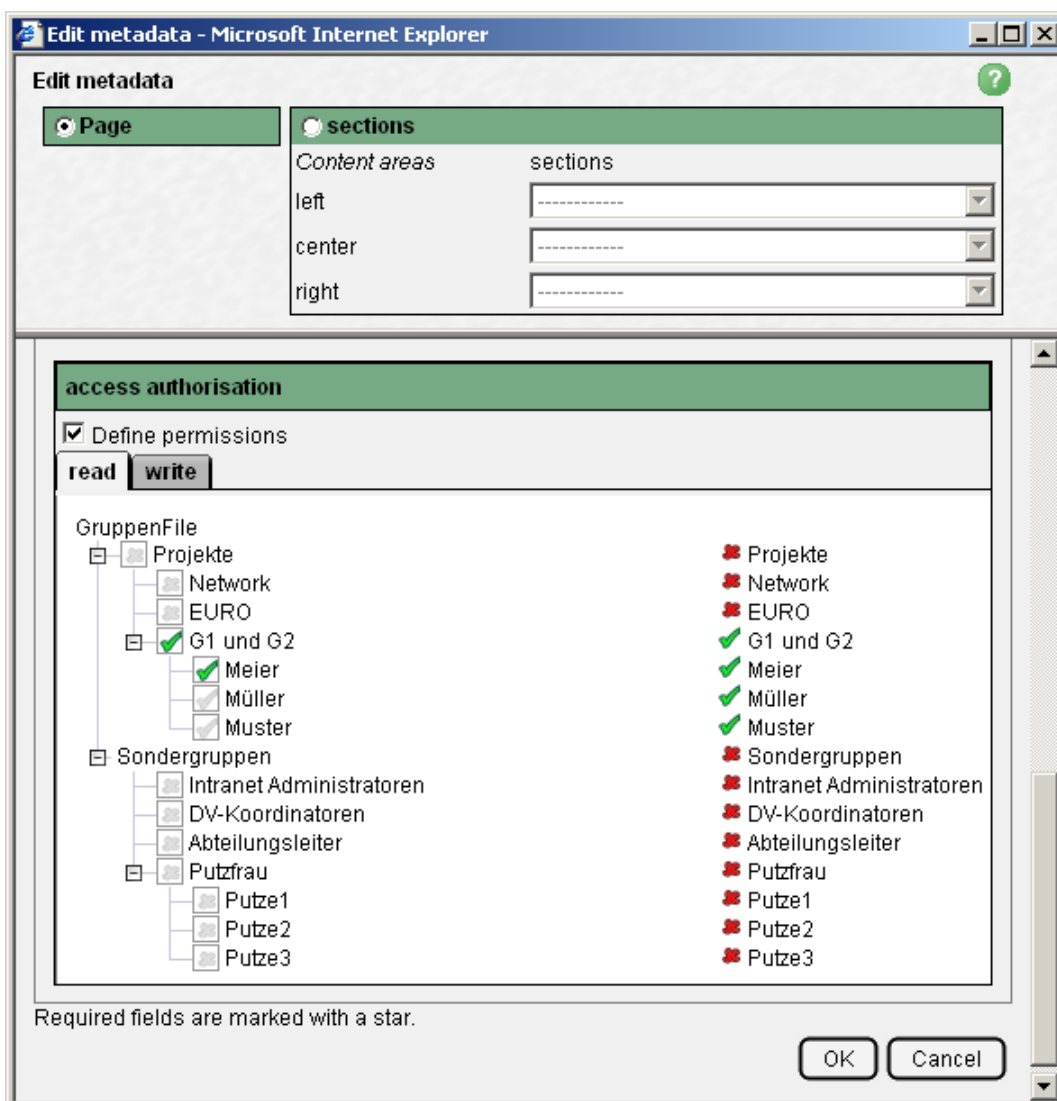 Edit metadata - Microsoft Internet Explorer
Edit metadata
?
Page
sections
Content areas sections
left ------------
center ------------
right ------------
access authorisation
Define permissions
read write
GruppenFile
Projekte Projekte
Network Network
EURO EURO
G1 und G2 G1 und G2
Meier Meier
Müller Müller
Muster Muster
Sondergruppen Sondergruppen
Intranet Administratoren Intranet Administratoren
DV-Koordinatoren DV-Koordinatoren
Abteilungsleiter Abteilungsleiter
Putzfrau Putzfrau
Putze1 Putze1
Putze2 Putze2
Putze3 Putze3
Required fields are marked with a star.
OK Cancel